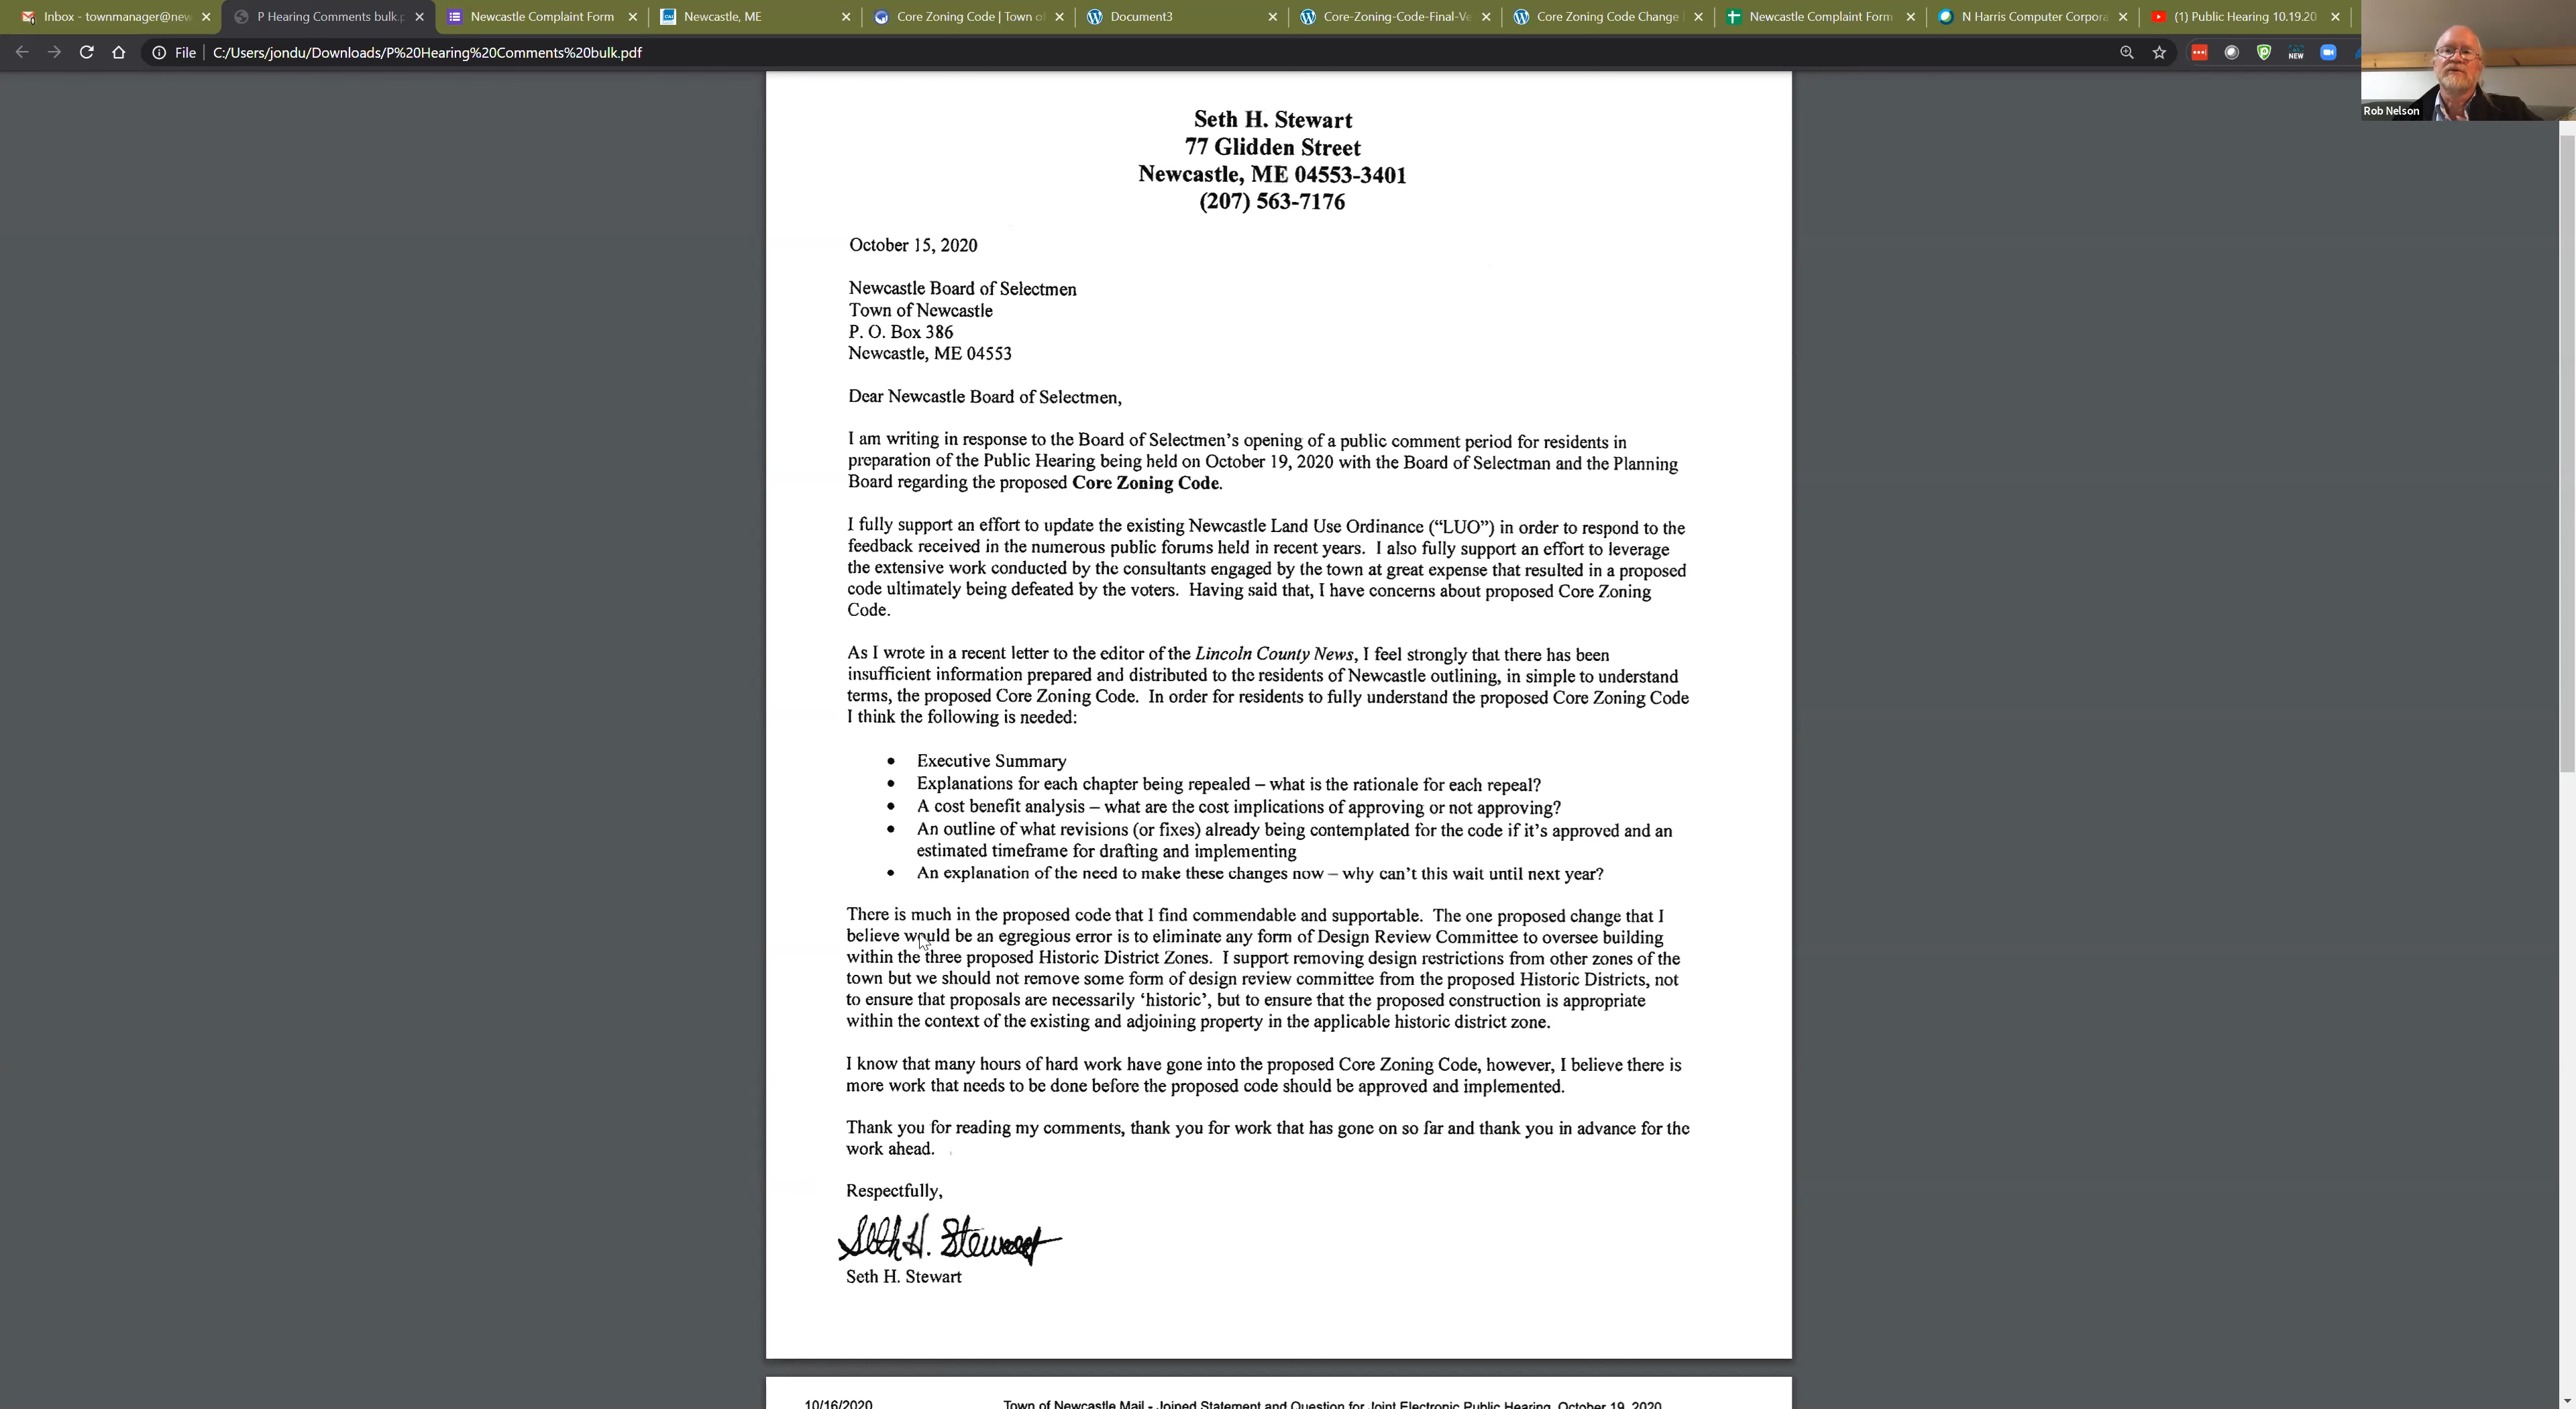 Inbox - townmanager@new
P Hearing Comments bulk.p
Newcastle Complaint Form
Newcastle, ME
Core Zoning Code | Town o
Document3
Core-Zoning-Code-Final-Ve
Core Zoning Code Change
Newcastle Complaint Form
N Harris Computer Corpora
(1) Public Hearing 10.19.20
File
C:/Users/jondu/Downloads/P%20Hearing%20Comments%20bulk.pdf
NEW
Rob Nelson
Seth H. Stewart
77 Glidden Street
Newcastle, ME 04553-3401
(207) 563-7176
October 15, 2020
Newcastle Board of Selectmen
Town of Newcastle
P. O. Box 386
Newcastle, ME 04553
Dear Newcastle Board of Selectmen,
I am writing in response to the Board of Selectmen's opening of a public comment period for residents in
preparation of the Public Hearing being held on October 19, 2020 with the Board of Selectman and the Planning
Board regarding the proposed Core Zoning Code.
I fully support an effort to update the existing Newcastle Land Use Ordinance (“LUO”) in order to respond to the
feedback received in the numerous public forums held in recent years. I also fully support an effort to leverage
the extensive work conducted by the consultants engaged by the town at great expense that resulted in a proposed
code ultimately being defeated by the voters. Having said that, I have concerns about proposed Core Zoning
Code.
As I wrote in a recent letter to the editor of the Lincoln County News, I feel strongly that there has been
insufficient information prepared and distributed to the residents of Newcastle outlining, in simple to understand
terms, the proposed Core Zoning Code. In order for residents to fully understand the proposed Core Zoning Code
I think the following is needed:
• Executive Summary
• Explanations for each chapter being repealed – what is the rationale for each repeal?
• A cost benefit analysis – what are the cost implications of approving or not approving?
• An outline of what revisions (or fixes) already being contemplated for the code if it's approved and an
estimated timeframe for drafting and implementing
• An explanation of the need to make these changes now – why can't this wait until next year?
There is much in the proposed code that I find commendable and supportable. The one proposed change that I
believe would be an egregious error is to eliminate any form of Design Review Committee to oversee building
within the three proposed Historic District Zones. I support removing design restrictions from other zones of the
town but we should not remove some form of design review committee from the proposed Historic Districts, not
to ensure that proposals are necessarily 'historic', but to ensure that the proposed construction is appropriate
within the context of the existing and adjoining property in the applicable historic district zone.
I know that many hours of hard work have gone into the proposed Core Zoning Code, however, I believe there is
more work that needs to be done before the proposed code should be approved and implemented.
Thank you for reading my comments, thank you for work that has gone on so far and thank you in advance for the
work ahead.
Respectfully,
Seth H. Stewart
Seth H. Stewart
10/16/2020
Town of Newcastle Mail - Joined Statement and Question for Joint Electronic Public Hearing, October 19, 2020